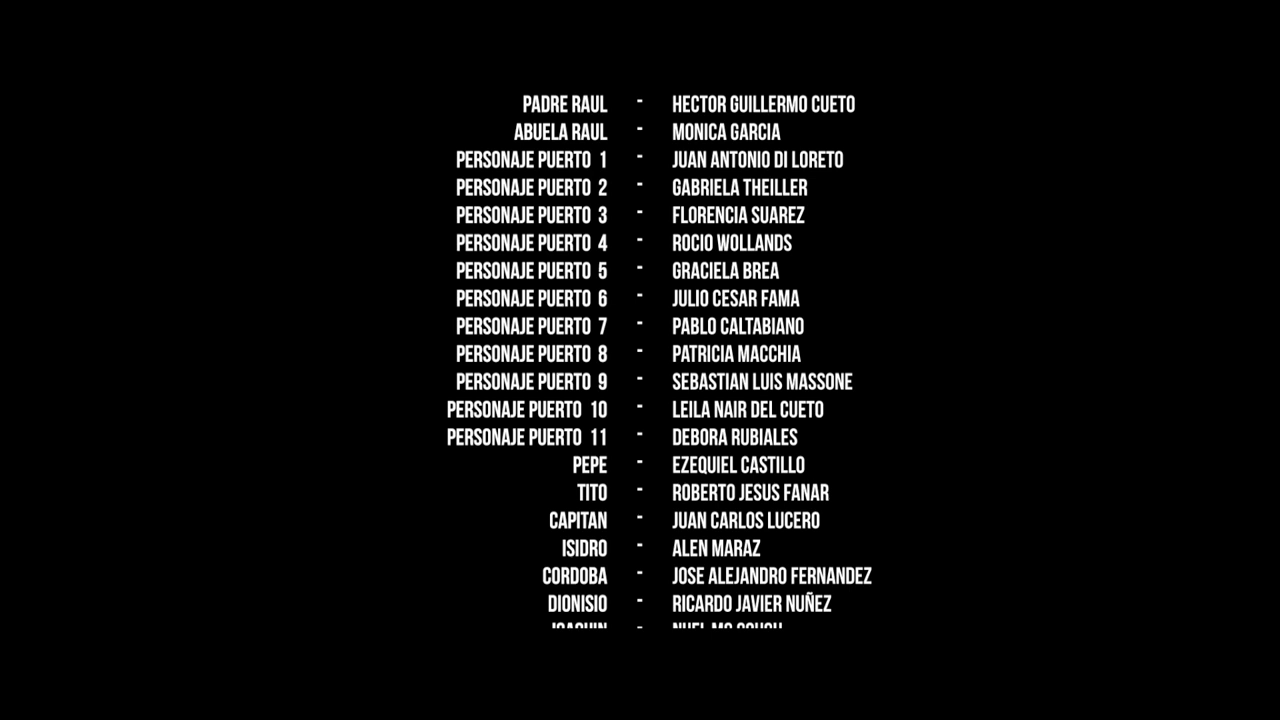 PADRE RAUL - HECTOR GUILLERMO CUETO
ABUELA RAUL - MONICA GARCIA
PERSONAJE PUERTO 1 - JUAN ANTONIO DI LORETO
PERSONAJE PUERTO 2 - GABRIELA THEILLER
PERSONAJE PUERTO 3 - FLORENCIA SUAREZ
PERSONAJE PUERTO 4 - ROCIO WOLLANDS
PERSONAJE PUERTO 5 - GRACIELA BREA
PERSONAJE PUERTO 6 - JULIO CESAR FAMA
PERSONAJE PUERTO 7 - PABLO CALTABIANO
PERSONAJE PUERTO 8 - PATRICIA MACCHIA
PERSONAJE PUERTO 9 - SEBASTIAN LUIS MASSONE
PERSONAJE PUERTO 10 - LEILA NAIR DEL CUETO
PERSONAJE PUERTO 11 - DEBORA RUBIALES
PEPE - EZEQUIEL CASTILLO
TITO - ROBERTO JESUS FANAR
CAPITAN - JUAN CARLOS LUCERO
ISIDRO - ALEN MARAZ
CORDOBA - JOSE ALEJANDRO FERNANDEZ
DIONISIO - RICARDO JAVIER NUÑEZ
JOAQUIN -